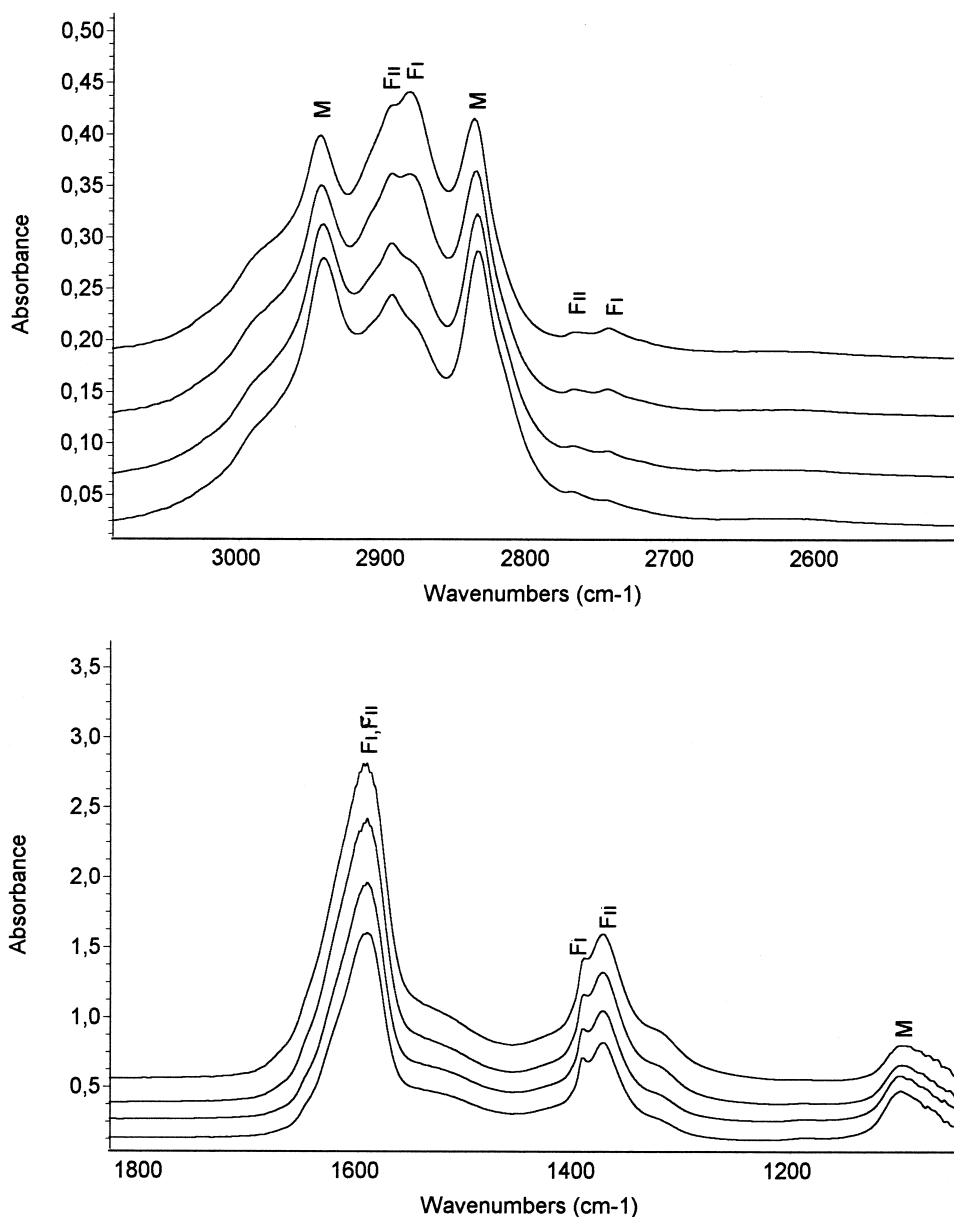 0,50
0,45
0,40
0,35
0,30
0,25
0,20
0,15
0,10
0,05
Absorbance
M
FII
FI
M
FII
FI
3000
2900
2800
2700
2600
Wavenumbers (cm-1)
3,5
3,0
2,5
2,0
1,5
1,0
0,5
Absorbance
FI,FII
FI
FII
M
1800
1600
1400
1200
Wavenumbers (cm-1)